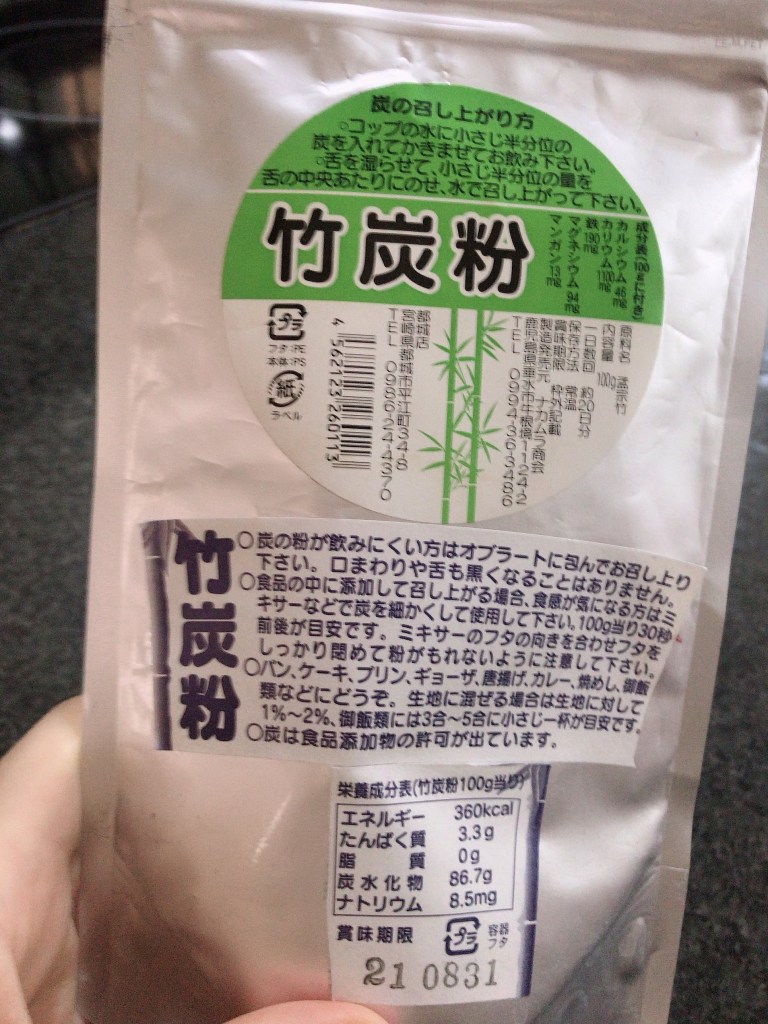 炭の召し上がり方
○コップの水に小さじ半分位の
炭を入れてかきまぜてお飲み下さい。
○舌を湿らせて、小さじ半分位の量を
舌の中央あたりにのせ、水で召し上がって下さい。
竹炭粉
成分表(100gに付き)
カルシウム 46mg
カリウム 1100mg
鉄 190mg
マグネシウム 94mg
マンガン 13mg
原料名 孟宗竹
内容量 100g
一日数回 約20日分
保存方法 常温
賞味期限 枠外記載
製造発売元 ナカムラ商会
鹿児島県垂水市牛根境1124-2
TEL 0994-36-3486
都城店
宮崎県都城市平江町34-8
TEL 0986-24-4370
4 562123 260113
プラ
フタ:PE
本体:PS
紙
ラベル
竹炭粉
○炭の粉が飲みにくい方はオブラートに包んでお召し上り
下さい。口まわりや舌も黒くなることはありません。
○食品の中に添加して召し上がる場合、食感が気になる方はミ
キサーなどで炭を細かくして使用して下さい。100g当り30秒
前後が目安です。ミキサーのフタの向きを合わせフタを
しっかり閉めて粉がもれないように注意して下さい。
○パン、ケーキ、プリン、ギョーザ、唐揚げ、カレー、焼めし、御飯
類などにどうぞ。生地に混ぜる場合は生地に対して
1%〜2%、御飯類には3合〜5合に小さじ一杯が目安です。
○炭は食品添加物の許可が出ています。
栄養成分表(竹炭粉100g当り)
エネルギー 360kcal
たんぱく質 3.3g
脂質 0g
炭水化物 86.7g
ナトリウム 8.5mg
賞味期限
プラ
容器
フタ
21 0831